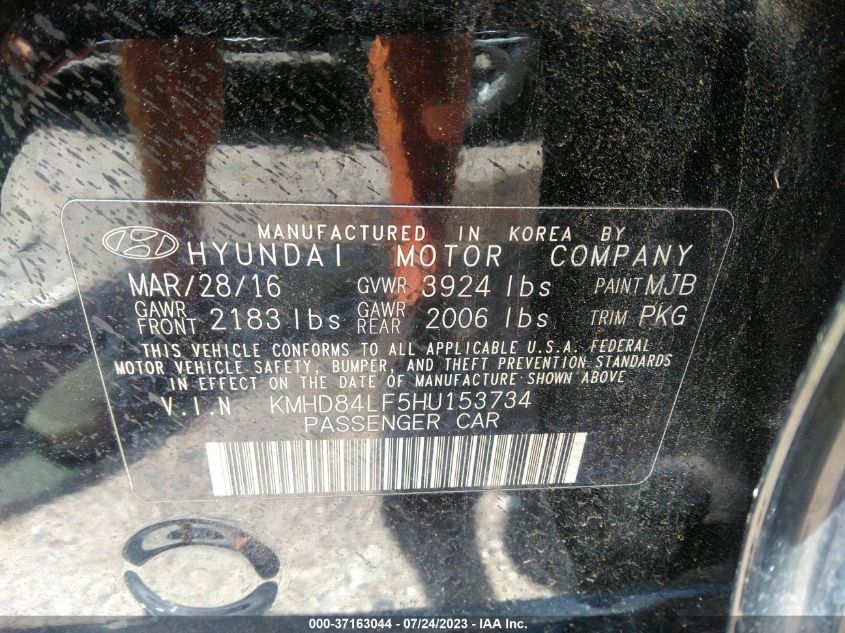 MANUFACTURED IN KOREA BY
HYUNDAI MOTOR COMPANY
MAR/28/16 GVWR 3924 lbs PAINT MJB
GAWR FRONT 2183 lbs GAWR REAR 2006 lbs TRIM PKG
THIS VEHICLE CONFORMS TO ALL APPLICABLE U.S.A. FEDERAL
MOTOR VEHICLE SAFETY, BUMPER, AND THEFT PREVENTION STANDARDS
IN EFFECT ON THE DATE OF MANUFACTURE SHOWN ABOVE
V.I.N KMHD84LF5HU153734
PASSENGER CAR
000-37163044 / 07/24/2023 - IAA Inc.